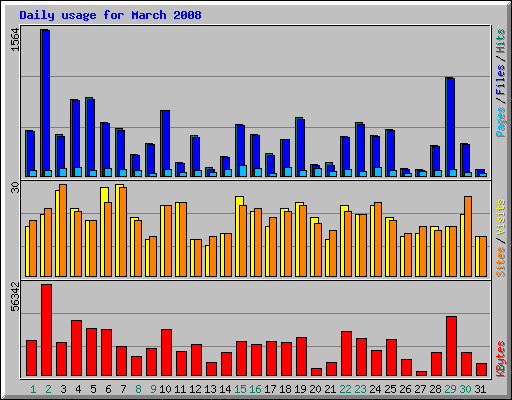 Daily usage for March 2008
1564
Pages/Files/Hits
30
Sites/Visits
56342
KBytes
1 2 3 4 5 6 7 8 9 10 11 12 13 14 15 16 17 18 19 20 21 22 23 24 25 26 27 28 29 30 31